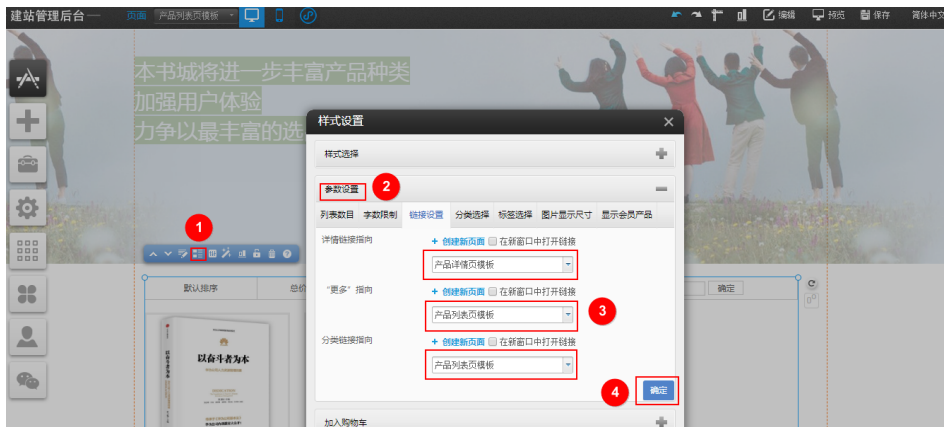 建站管理后台
页面 产品列表页模板
编辑 预览 保存 简体中文
本书城将进一步丰富产品种类
加强用户体验
力争以最丰富的选
样式设置
样式选择
参数设置
2
列表数目 字数限制 链接设置 分类选择 标签选择 图片显示尺寸 显示会员产品
1
详情链接指向
+ 创建新页面 在新窗口中打开链接
产品详情页模板
默认排序 总价 确定
“更多”指向
+ 创建新页面 在新窗口中打开链接
产品列表页模板
3
分类链接指向
+ 创建新页面 在新窗口中打开链接
产品列表页模板
以奋斗者为本
4
确定
加入购物车